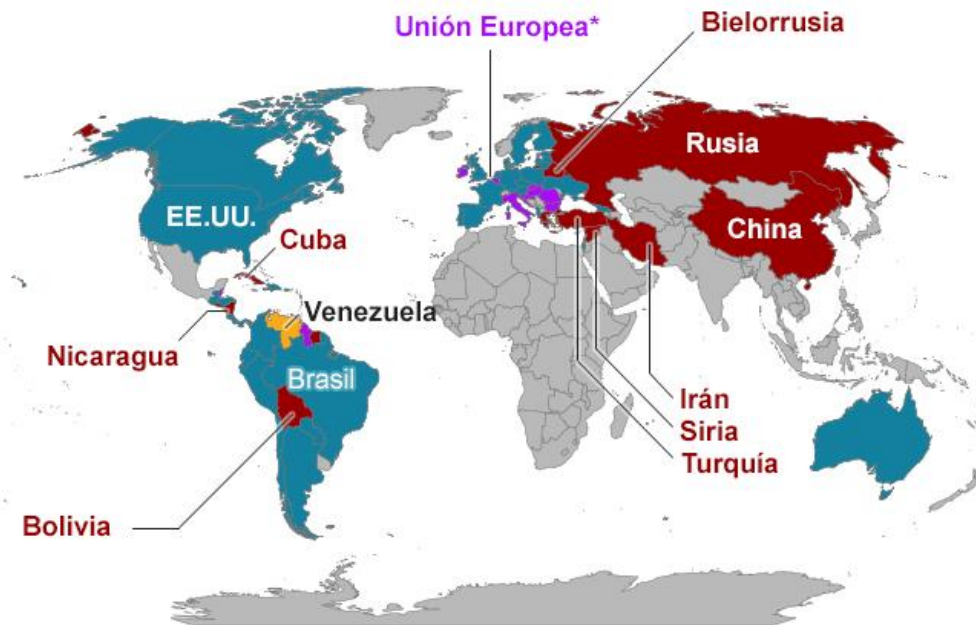 Unión Europea*
Bielorrusia
Rusia
EE.UU.
China
Cuba
Venezuela
Nicaragua
Brasil
Irán
Siria
Turquía
Bolivia